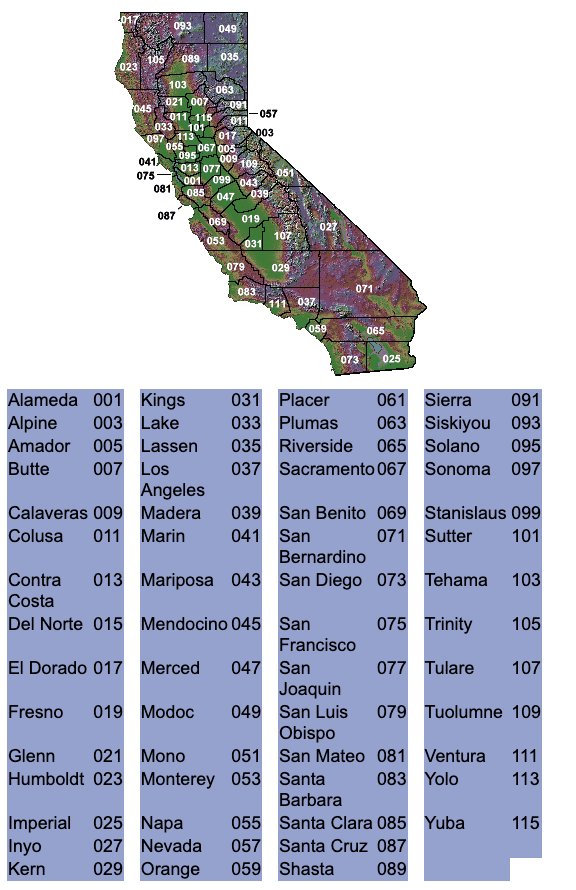 017 093 049
105 089 035
023
103 063
021 007 091
045 011 115 011 057
033 101 003
097 113 017
055 067 005
041 095 009
013 077 109
075 001 099 043 051
081 085 047 039
087 069 019 027
053 031 107
079 029
083 111 037 071
059 065
073 025
Alameda 001 Kings 031 Placer 061 Sierra 091
Alpine 003 Lake 033 Plumas 063 Siskiyou 093
Amador 005 Lassen 035 Riverside 065 Solano 095
Butte 007 Los 037 Sacramento 067 Sonoma 097
Angeles
Calaveras 009 Madera 039 San Benito 069 Stanislaus 099
Colusa 011 Marin 041 San 071 Sutter 101
Bernardino
Contra 013 Mariposa 043 San Diego 073 Tehama 103
Costa
Del Norte 015 Mendocino 045 San 075 Trinity 105
Francisco
El Dorado 017 Merced 047 San 077 Tulare 107
Joaquin
Fresno 019 Modoc 049 San Luis 079 Tuolumne 109
Obispo
Glenn 021 Mono 051 San Mateo 081 Ventura 111
Humboldt 023 Monterey 053 Santa 083 Yolo 113
Barbara
Imperial 025 Napa 055 Santa Clara 085 Yuba 115
Inyo 027 Nevada 057 Santa Cruz 087
Kern 029 Orange 059 Shasta 089